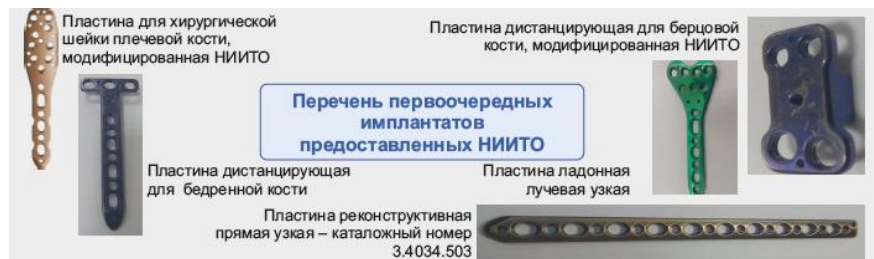 Пластина для хирургической
шейки плечевой кости,
модифицированная НИИТО
Пластина дистанцирующая для берцовой
кости, модифицированная НИИТО
Перечень первоочередных
имплантатов
предоставленных НИИТО
Пластина дистанцирующая
для бедренной кости
Пластина ладонная
лучевая узкая
Пластина реконструктивная
прямая узкая – каталожный номер
3.4034.503